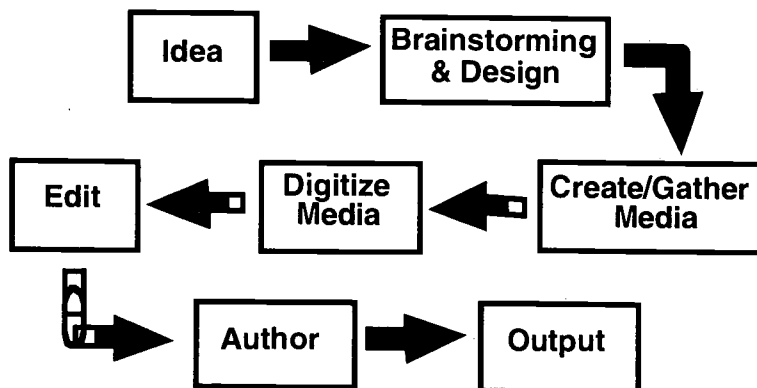 Idea
Brainstorming
& Design
Create/Gather
Media
Digitize
Media
Edit
Author
Output